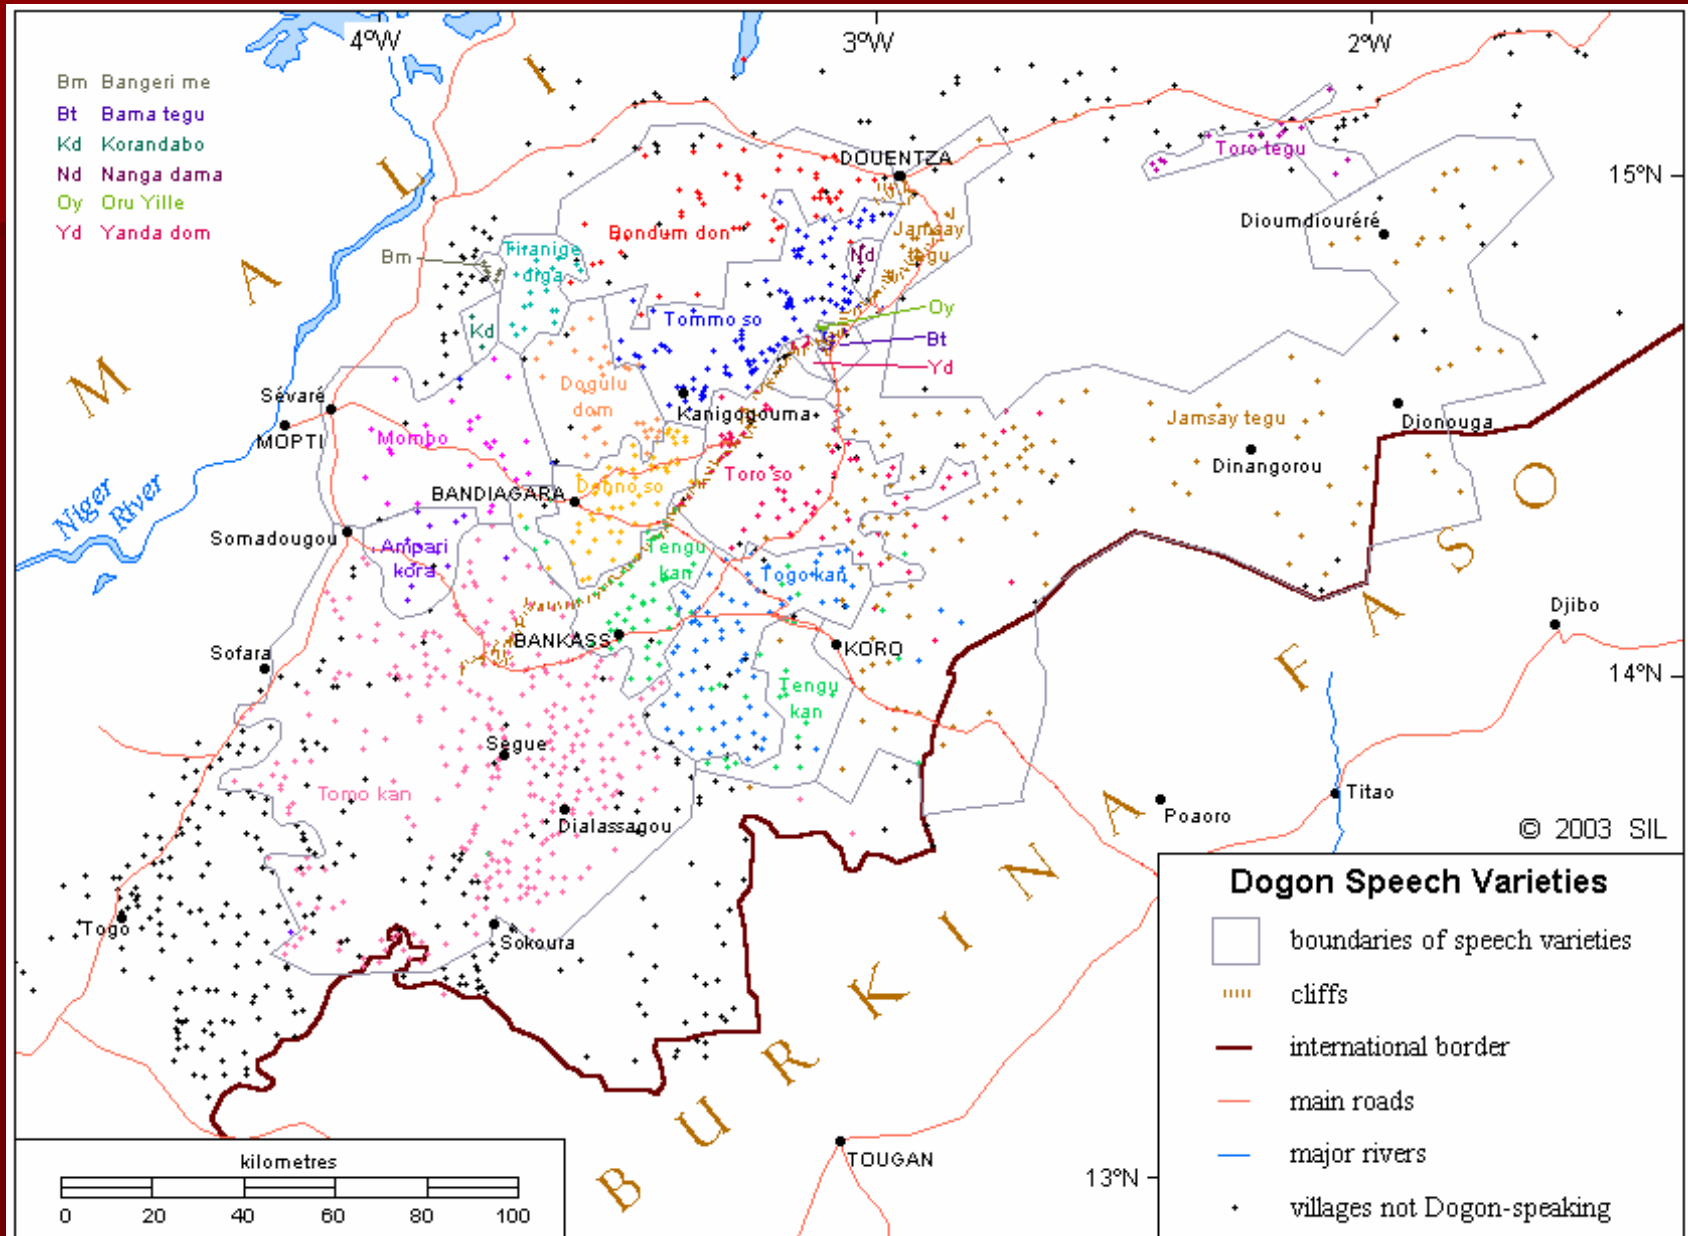 4°W
3°W
2°W
Bm Bangeri me
Bt Bama tegu
Kd Korandabo
Nd Nanga dama
Oy Oru Yille
Yd Yanda dom
M A L I
DOUENTZA
Toro tegu
15°N
Dioumdiouréré
Bondum don
Jamsay
tegu
Nd
Bm
Tiranige
diga
Kd
Tommo so
Oy
Bt
Yd
Dogulu
dom
Sévaré
MOPTI
Kanigogouma
Mombo
Jamsay tegu
Dionouga
Dinangorou
Toro so
BANDIAGARA
Donno so
Niger
River
Somadougou
Ampari
kora
Tengu
kan
Togo kan
Djibo
BANKASS
KORO
Sofara
14°N
Tengu
kan
Ségue
Tomo kan
Dialassagou
Poaoro
Titao
© 2003 SIL
Togo
Sokoura
B U R K I N A F A S O
TOUGAN
13°N
Dogon Speech Varieties
boundaries of speech varieties
cliffs
international border
main roads
major rivers
villages not Dogon-speaking
kilometres
0 20 40 60 80 100